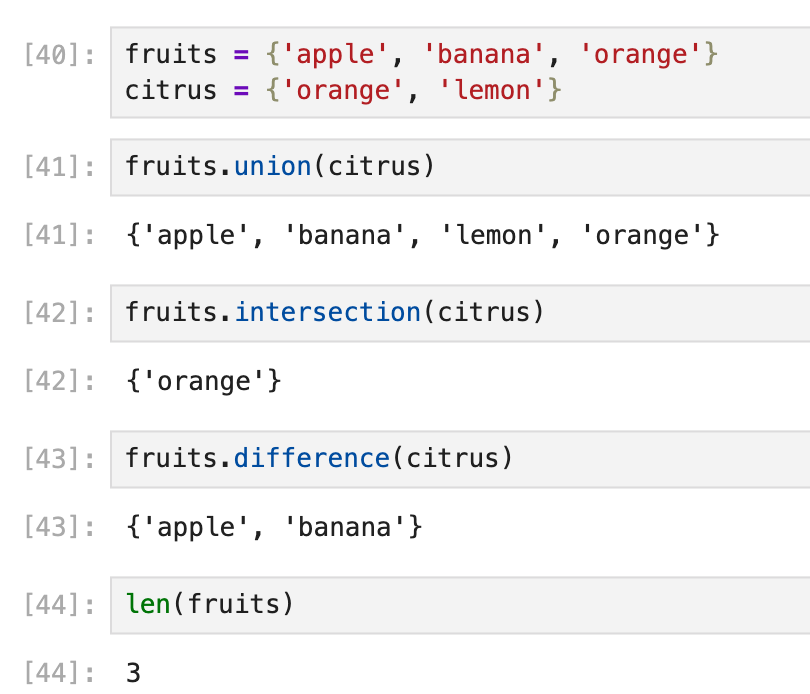 [40]: fruits = {'apple', 'banana', 'orange'}
citrus = {'orange', 'lemon'}
[41]: fruits.union(citrus)
[41]: {'apple', 'banana', 'lemon', 'orange'}
[42]: fruits.intersection(citrus)
[42]: {'orange'}
[43]: fruits.difference(citrus)
[43]: {'apple', 'banana'}
[44]: len(fruits)
[44]: 3